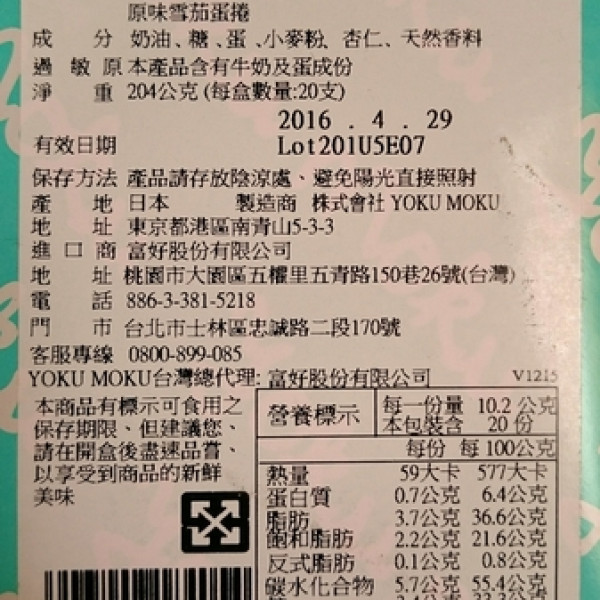 原味雪茄蛋捲
成 分 奶油、糖、蛋、小麥粉、杏仁、天然香料
過 敏 原 本產品含有牛奶及蛋成份
淨 重 204公克 (每盒數量:20支)
2016 . 4 . 29
有效日期 Lot201U5E07
保存方法 產品請存放陰涼處、避免陽光直接照射
產 地 日本 製造商 株式會社 YOKU MOKU
地 址 東京都港區南青山5-3-3
進 口 商 富好股份有限公司
地 址 桃園市大園區五權里五青路150巷26號(台灣)
電 話 886-3-381-5218
門 市 台北市士林區忠誠路二段170號
客服專線 0800-899-085
YOKU MOKU台灣總代理: 富好股份有限公司 V1215
本商品有標示可食用之
保存期限、但建議您、
請在開盒後盡速品嘗、
以享受到商品的新鮮
美味
營養標示
每一份量 10.2 公克
本包裝含 20 份
每份 每 100公克
熱量 59大卡 577大卡
蛋白質 0.7公克 6.4公克
脂肪 3.7公克 36.6公克
飽和脂肪 2.2公克 21.6公克
反式脂肪 0.1公克 0.8公克
碳水化合物 5.7公克 55.4公克